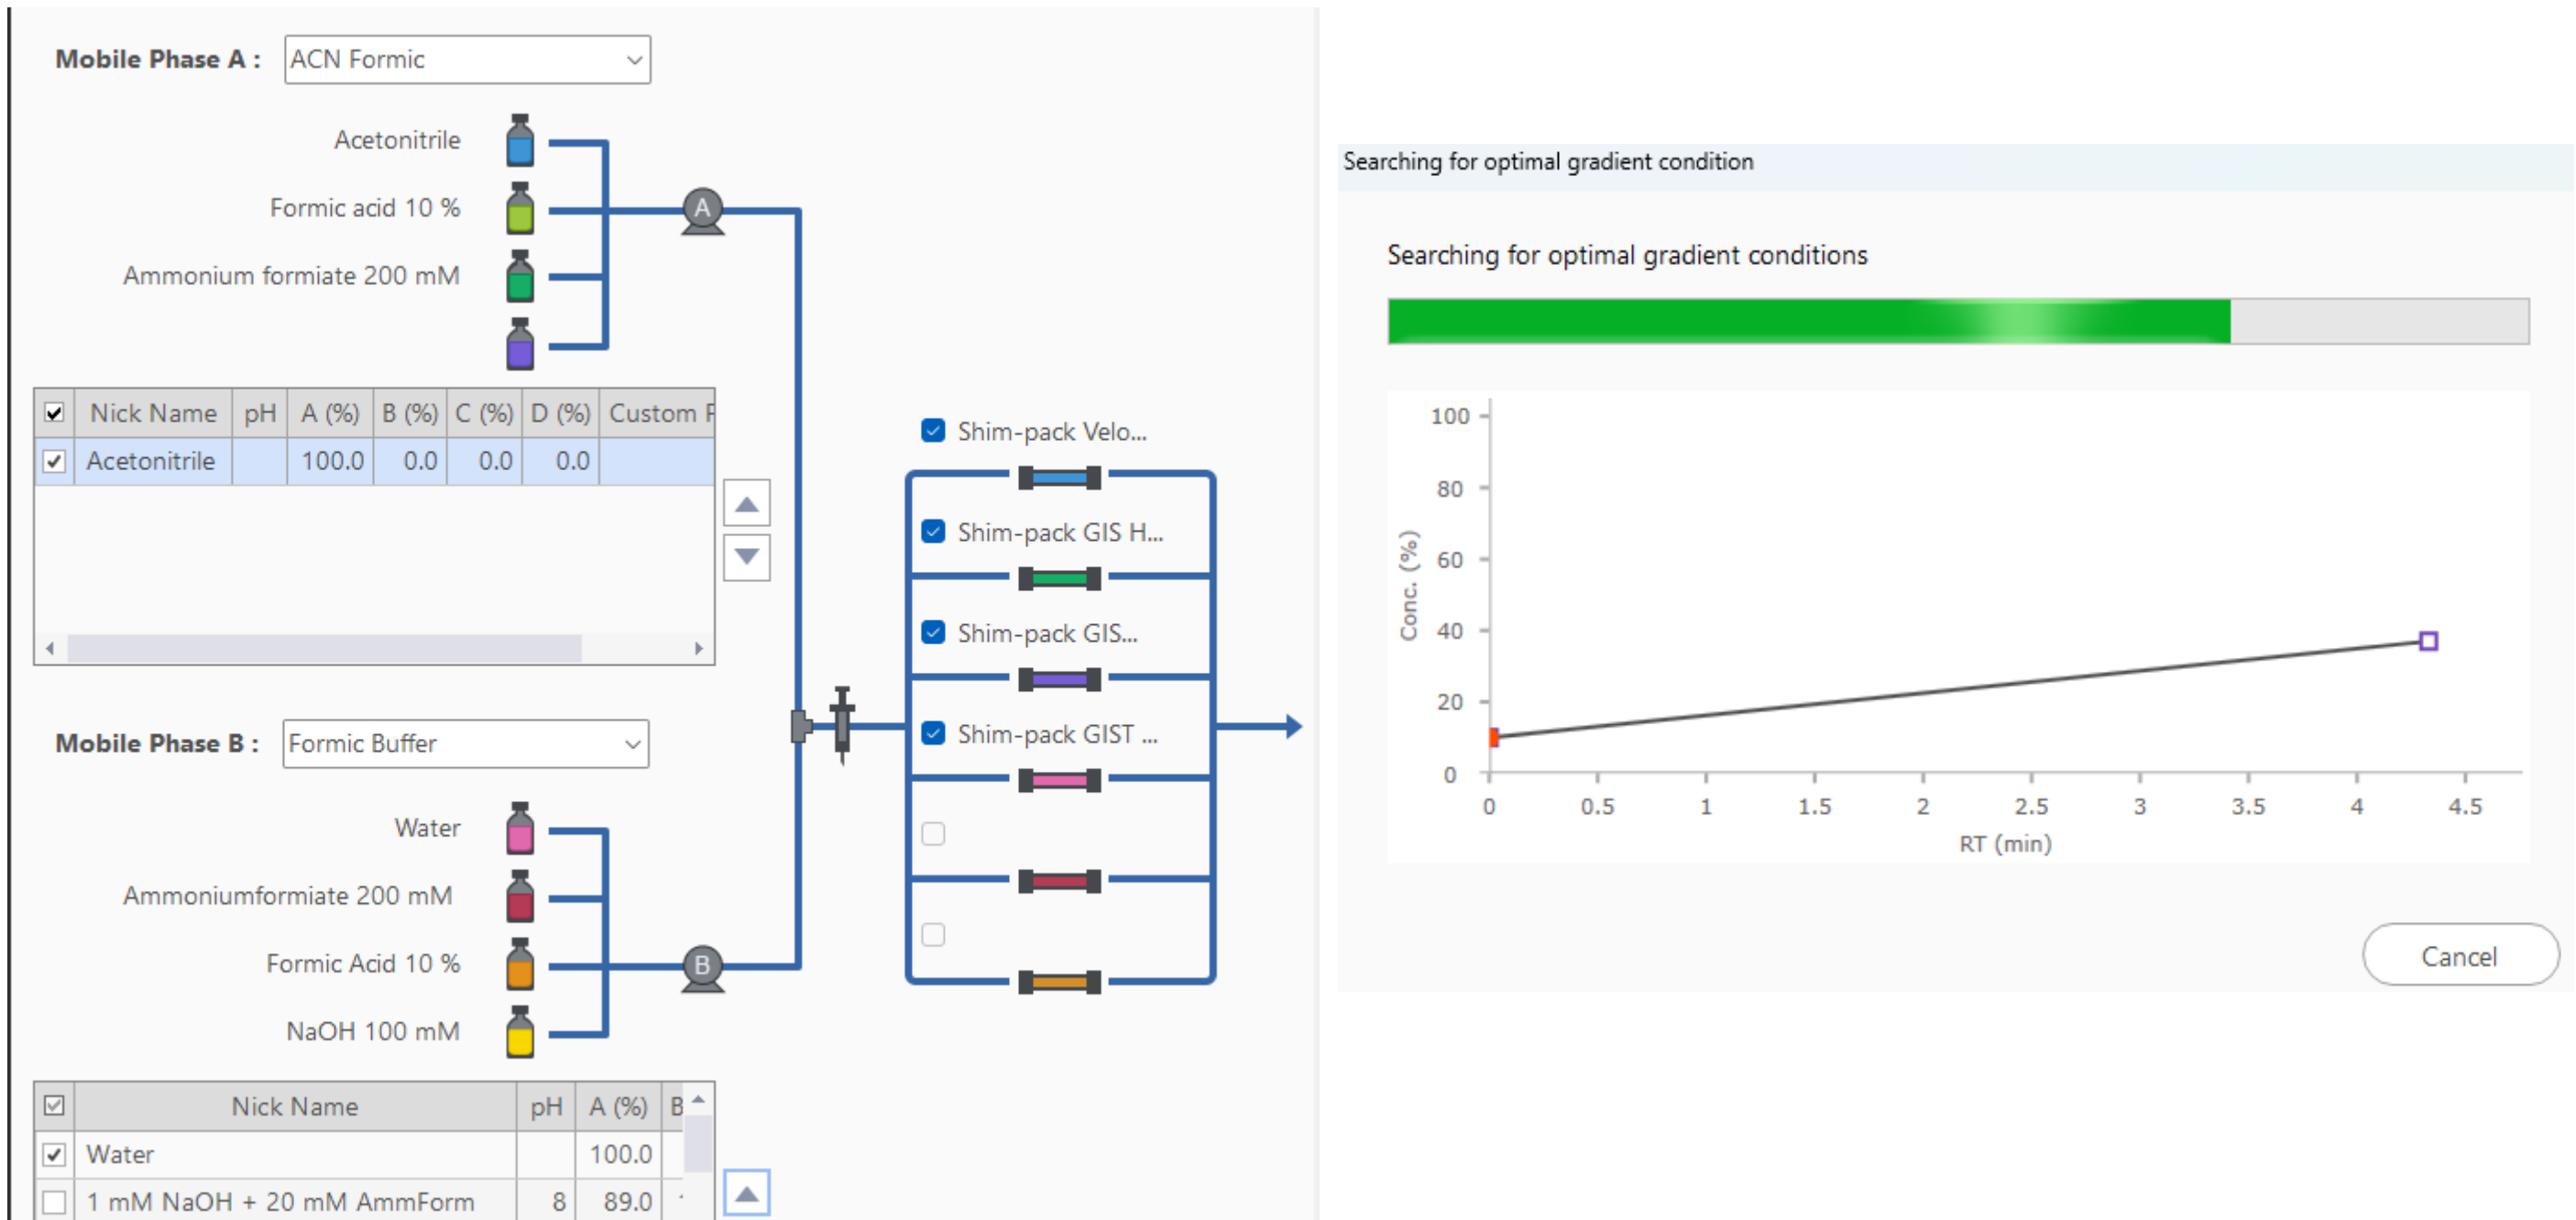 Mobile Phase A : ACN Formic
Acetonitrile
Formic acid 10 %
A
Ammonium formiate 200 mM
Nick Name pH A (%) B (%) C (%) D (%) Custom F
Acetonitrile 100.0 0.0 0.0 0.0
Mobile Phase B : Formic Buffer
Water
Ammoniumformiate 200 mM
Formic Acid 10 %
B
NaOH 100 mM
Nick Name pH A (%) B
Water 100.0
1 mM NaOH + 20 mM AmmForm 8 89.0
Shim-pack Velo...
Shim-pack GIS H...
Shim-pack GIS...
Shim-pack GIST ...
Searching for optimal gradient condition
Searching for optimal gradient conditions
100
80
60
40
20
0
Conc. (%)
0 0.5 1 1.5 2 2.5 3 3.5 4 4.5
RT (min)
Cancel